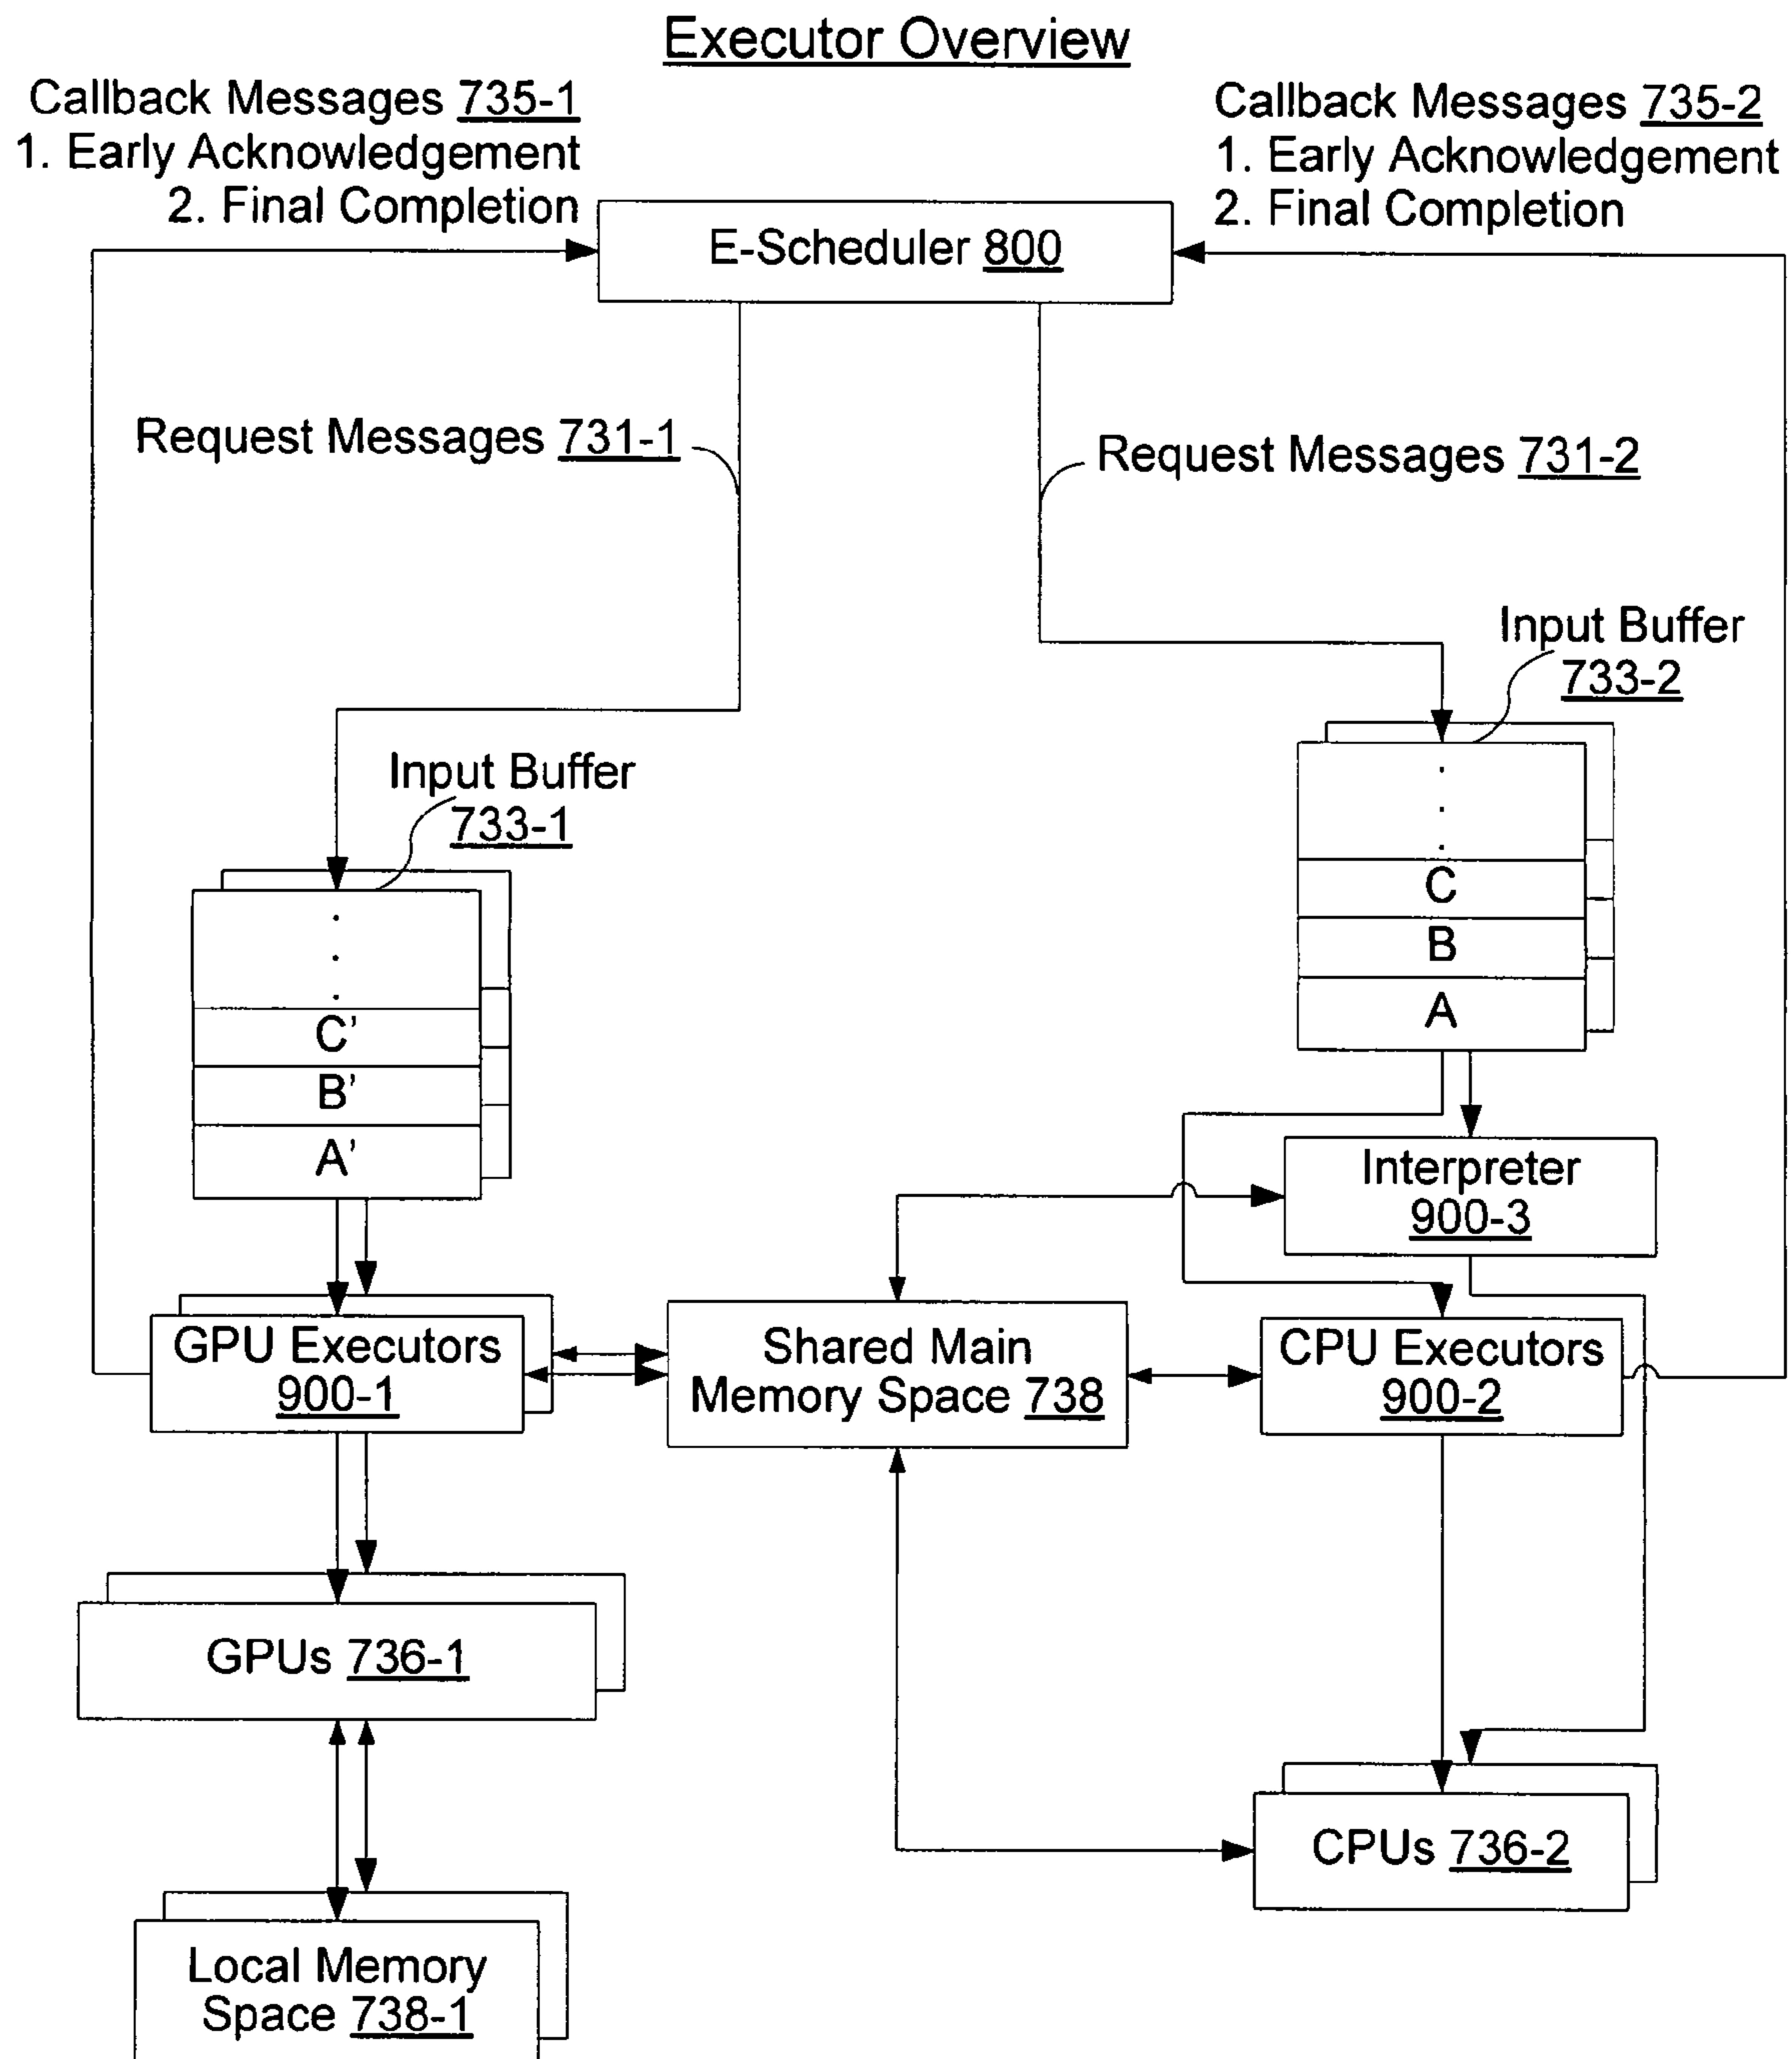 Executor Overview
Callback Messages 735-1
1. Early Acknowledgement
2. Final Completion
Callback Messages 735-2
1. Early Acknowledgement
2. Final Completion
E-Scheduler 800
Request Messages 731-1
Request Messages 731-2
Input Buffer
733-2
Input Buffer
733-1
.
.
.
C
B
A
.
.
.
C'
B'
A'
Interpreter
900-3
GPU Executors
900-1
Shared Main
Memory Space 738
CPU Executors
900-2
GPUs 736-1
CPUs 736-2
Local Memory
Space 738-1